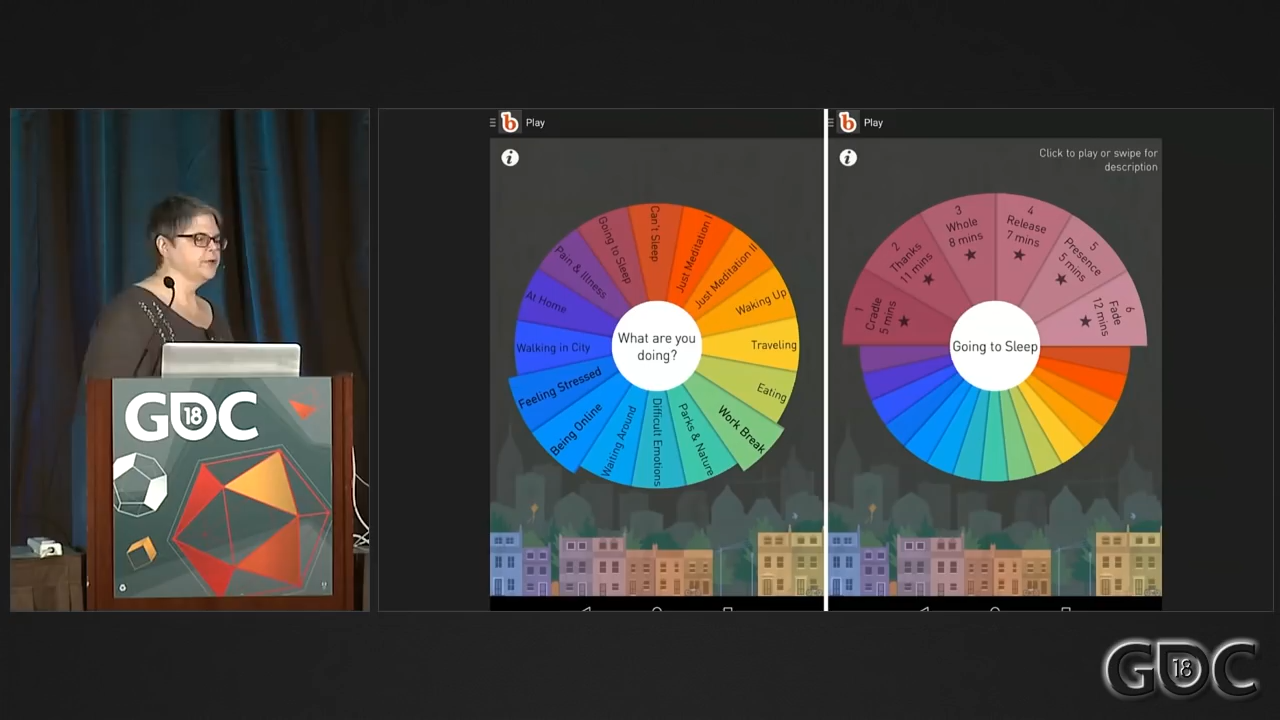 GDC
18
b
Play
i
Can't Sleep
Just Meditation I
Just Meditation II
Waking Up
Traveling
Eating
Work Break
Parks & Nature
Difficult Emotions
Waiting Around
Being Online
Feeling Stressed
Walking in City
At Home
Pain & Illness
Going to Sleep
What are you
doing?
b
Play
i
Click to play or swipe for
description
1
Cradle
5 mins
2
Thanks
11 mins
3
Whole
8 mins
4
Release
7 mins
5
Presence
5 mins
6
Fade
12 mins
Going to Sleep
GDC
18